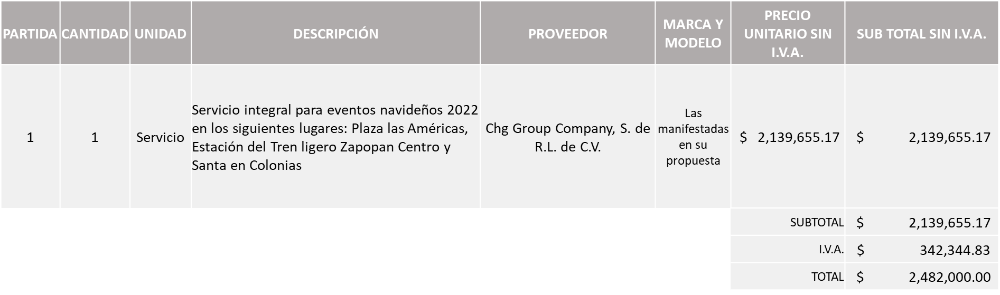 PARTIDA CANTIDAD UNIDAD DESCRIPCIÓN PROVEEDOR MARCA Y MODELO PRECIO UNITARIO SIN I.V.A. SUB TOTAL SIN I.V.A.
1
1
Servicio
Servicio integral para eventos navideños 2022
en los siguientes lugares: Plaza las Américas,
Estación del Tren ligero Zapopan Centro y
Santa en Colonias
Chg Group Company, S. de
R.L. de C.V.
Las
manifestadas
en su
propuesta
$ 2,139,655.17
$ 2,139,655.17
SUBTOTAL $ 2,139,655.17
I.V.A. $ 342,344.83
TOTAL $ 2,482,000.00